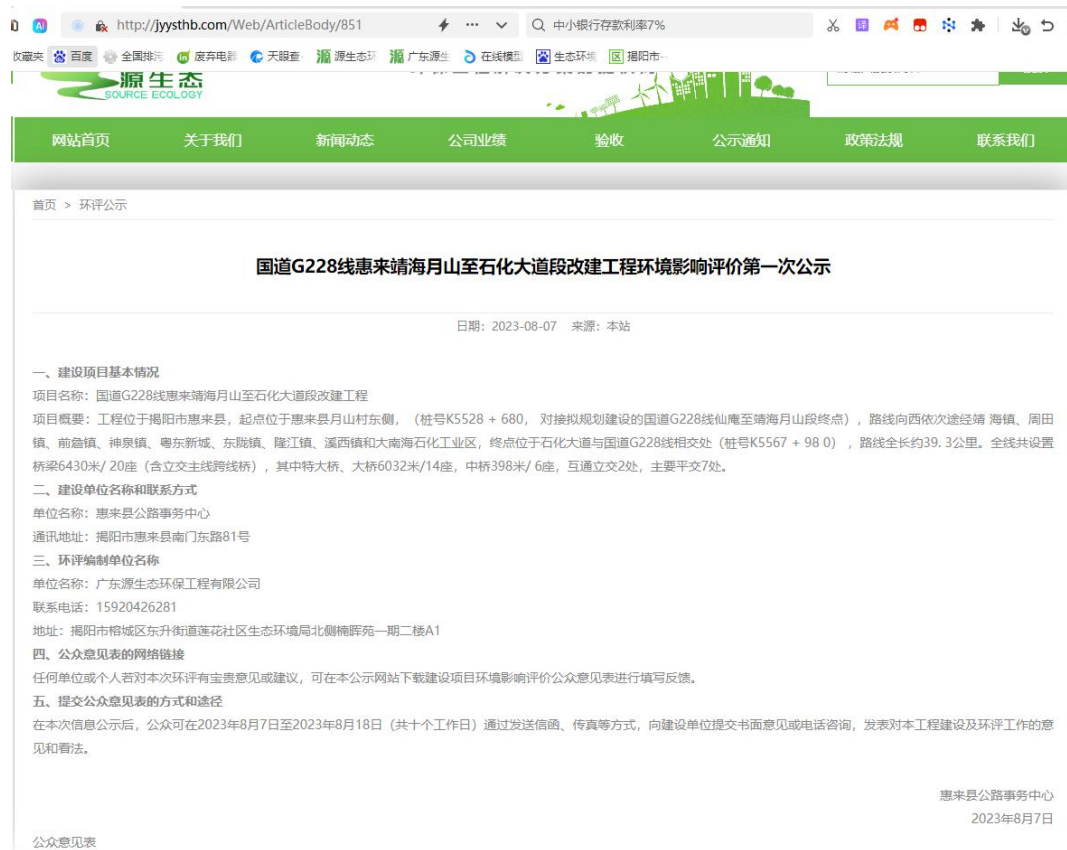 http://jyysthb.com/Web/ArticleBody/851 中小银行存款利率7%
收藏夹 百度 全国排污 废弃电器 天眼查- 源生态环 广东源生 在线模型 生态环境 揭阳市-
源生态
SOURCE ECOLOGY
网站首页 关于我们 新闻动态 公司业绩 验收 公示通知 政策法规 联系我们
首页 > 环评公示
国道G228线惠来靖海月山至石化大道段改建工程环境影响评价第一次公示
日期：2023-08-07 来源：本站
一、建设项目基本情况
项目名称：国道G228线惠来靖海月山至石化大道段改建工程
项目概要：工程位于揭阳市惠来县，起点位于惠来县月山村东侧，（桩号K5528 + 680， 对接拟规划建设的国道G228线仙庵至靖海月山段终点），路线向西依次途经靖 海镇、周田
镇、前詹镇、神泉镇、粤东新城、东陇镇、隆江镇、溪西镇和大南海石化工业区，终点位于石化大道与国道G228线相交处（桩号K5567 + 98 0），路线全长约39. 3公里。全线共设置
桥梁6430米/ 20座（含立交主线跨线桥），其中特大桥、大桥6032米/14座，中桥398米/ 6座，互通立交2处，主要平交7处。
二、建设单位名称和联系方式
单位名称：惠来县公路事务中心
通讯地址：揭阳市惠来县南门东路81号
三、环评编制单位名称
单位名称：广东源生态环保工程有限公司
联系电话：15920426281
地址：揭阳市榕城区东升街道莲花社区生态环境局北侧楠晖苑一期二楼A1
四、公众意见表的网络链接
任何单位或个人若对本次环评有宝贵意见或建议，可在本公示网站下载建设项目环境影响评价公众意见表进行填写反馈。
五、提交公众意见表的方式和途径
在本次信息公示后，公众可在2023年8月7日至2023年8月18日（共十个工作日）通过发送信函、传真等方式，向建设单位提交书面意见或电话咨询，发表对本工程建设及环评工作的意
见和看法。
惠来县公路事务中心
2023年8月7日
公众意见表